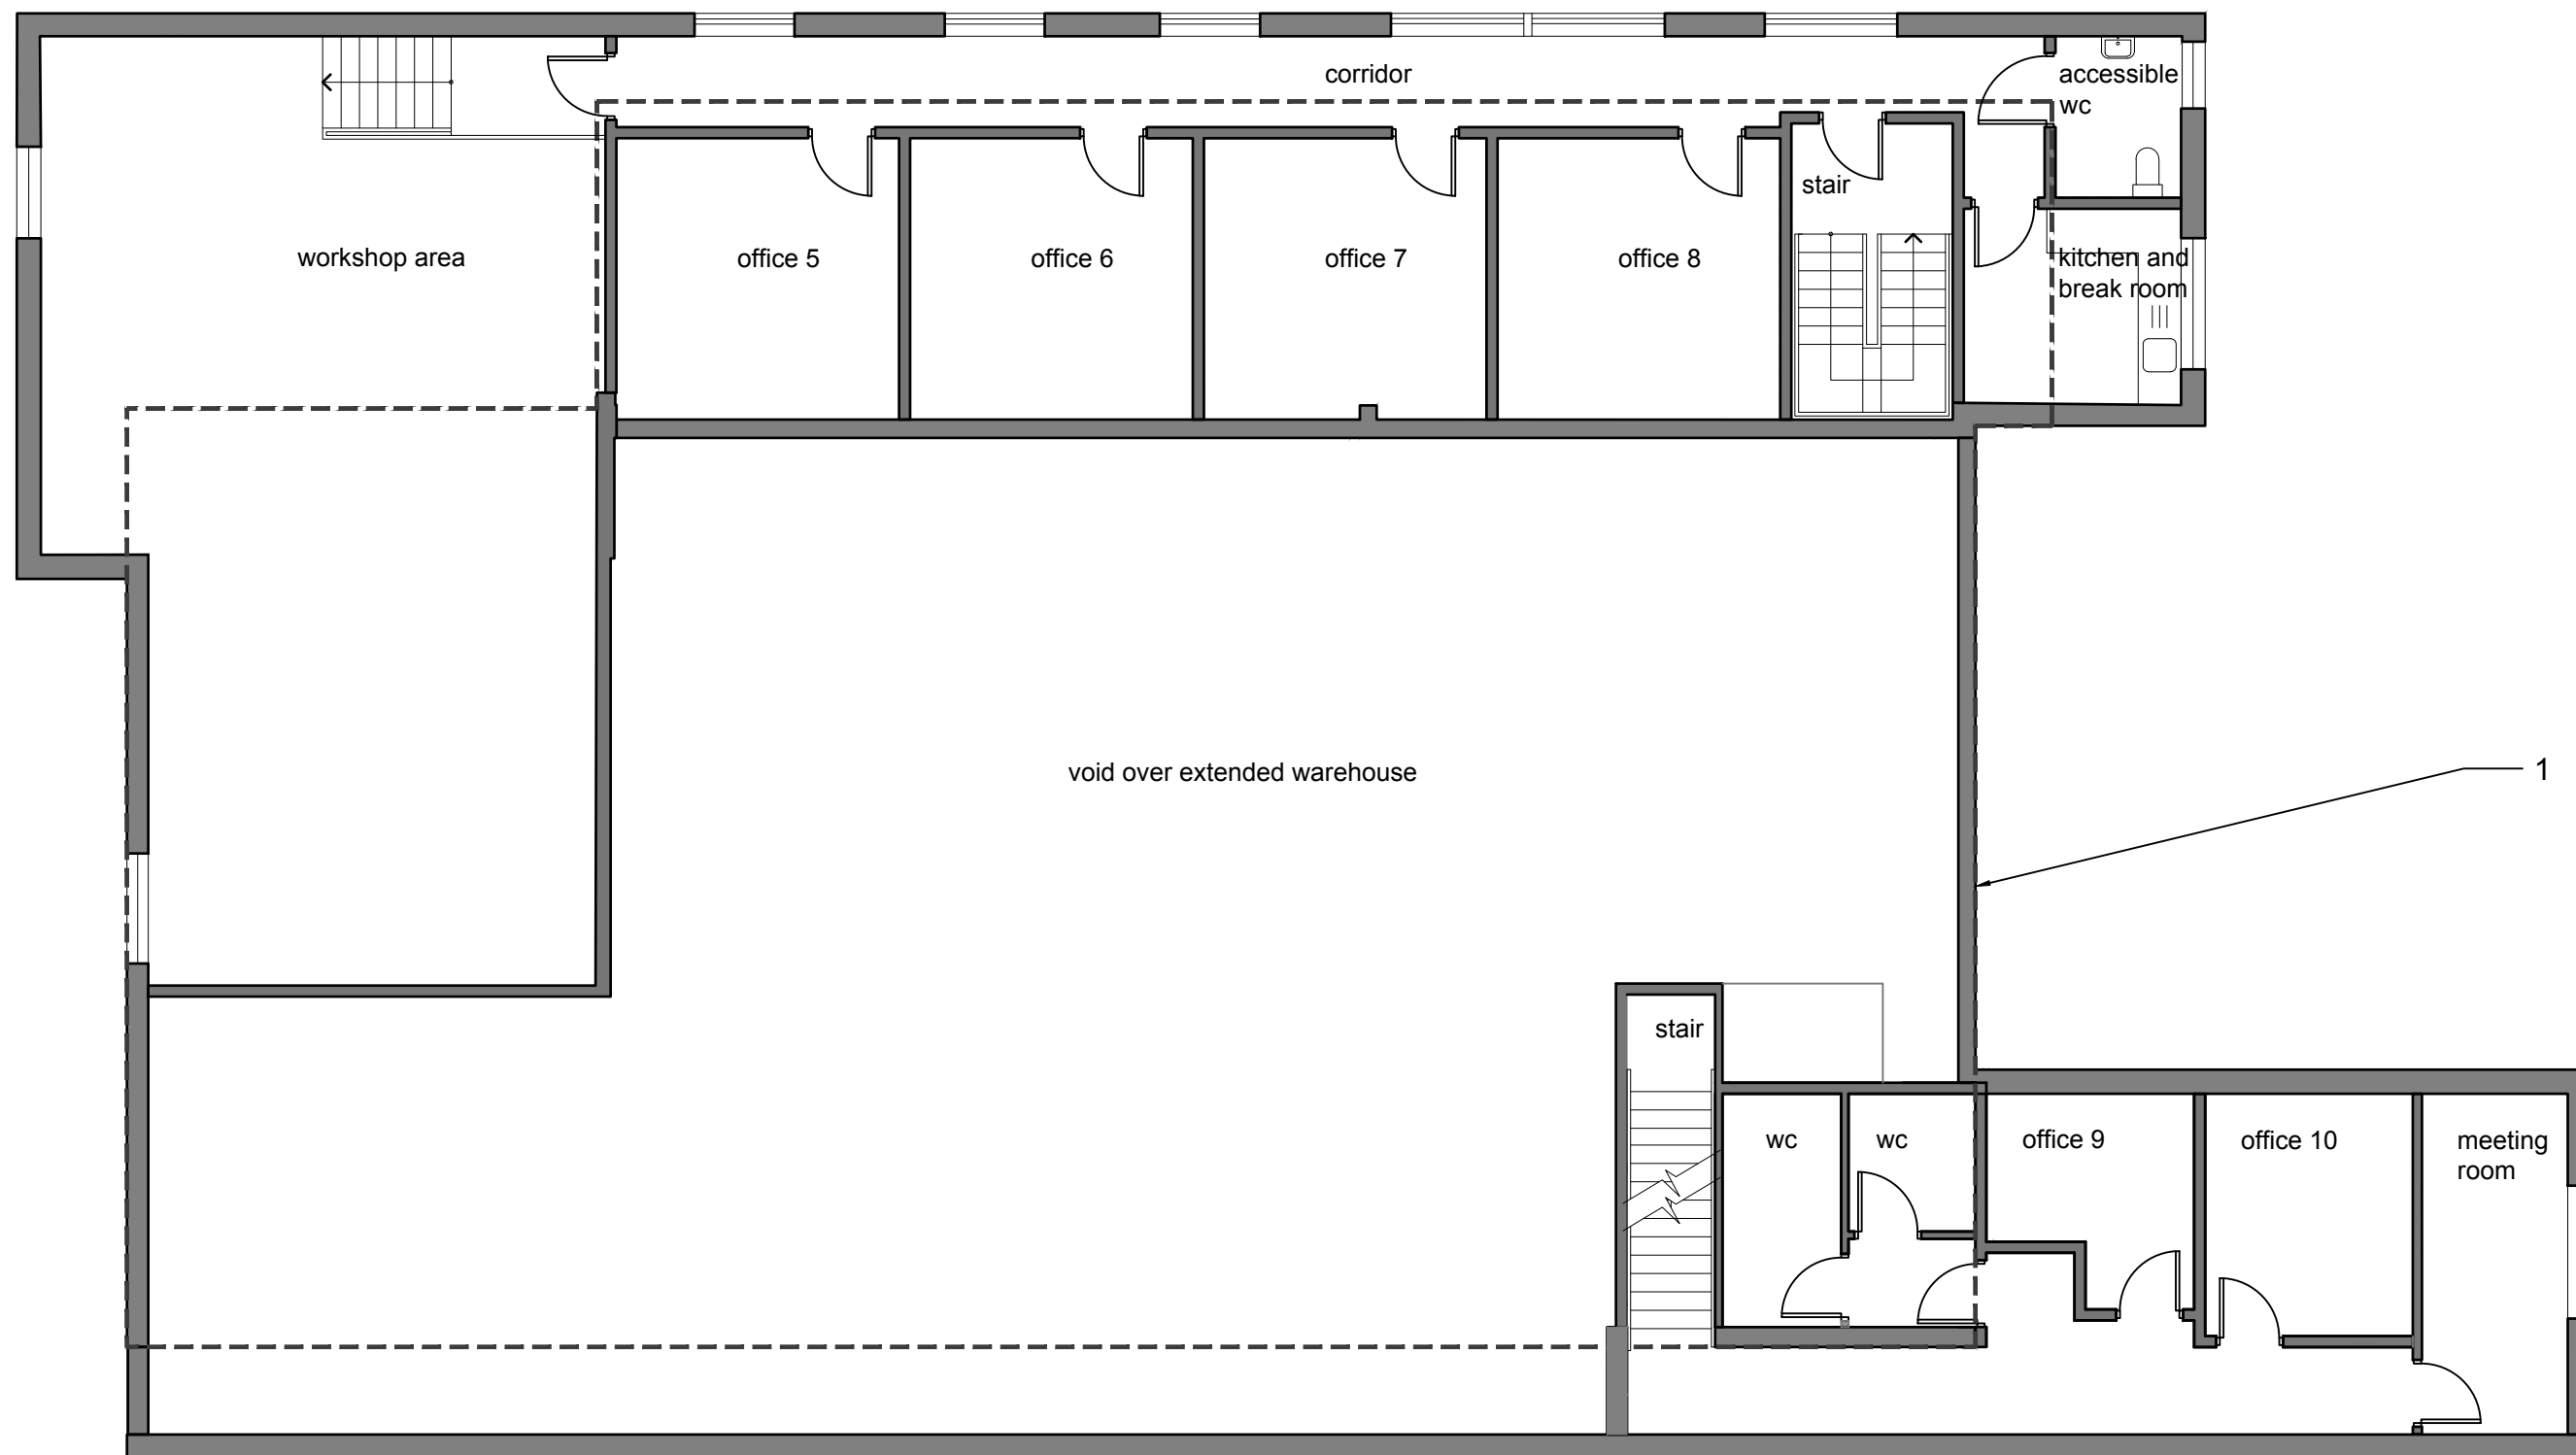 corridor
accessible
wc
stair
workshop area
office 5
office 6
office 7
office 8
kitchen and
break room
void over extended warehouse
1
stair
wc
wc
office 9
office 10
meeting
room